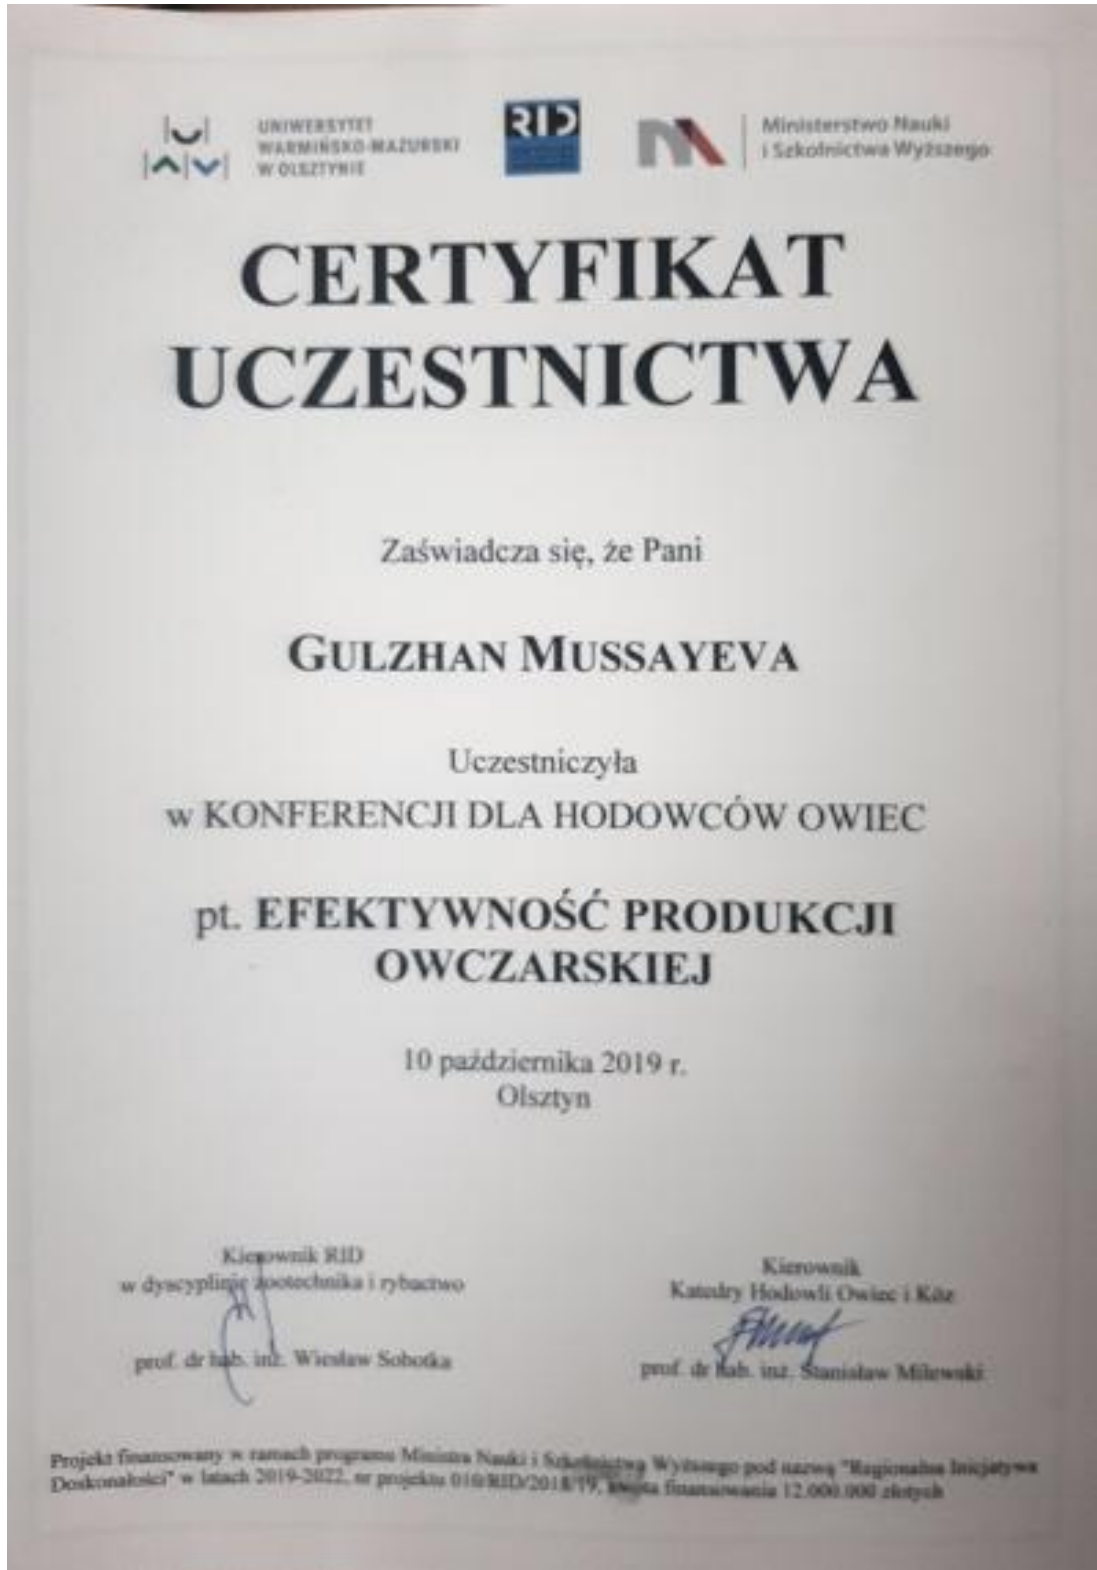 UNIWERSYTET
WARMIŃSKO-MAZURSKI
W OLSZTYNIE
RID
Ministerstwo Nauki
i Szkolnictwa Wyższego
CERTYFIKAT
UCZESTNICTWA
Zaświadcza się, że Pani
GULZHAN MUSSAYEVA
Uczestniczyła
w KONFERENCJI DLA HODOWCÓW OWIEC
pt. EFEKTYWNOŚĆ PRODUKCJI
OWCZARSKIEJ
10 października 2019 r.
Olsztyn
Kierownik RID
w dyscyplinie zootechnika i rybactwo
prof. dr hab. inż. Wiesław Sobotka
Kierownik
Katedry Hodowli Owiec i Kóz
prof. dr hab. inż. Stanisław Milewski
Projekt finansowany w ramach programu Ministra Nauki i Szkolnictwa Wyższego pod nazwą "Regionalna Inicjatywa
Doskonałości" w latach 2019-2022, nr projektu 010/RID/2018/19, kwota finansowania 12.000.000 złotych